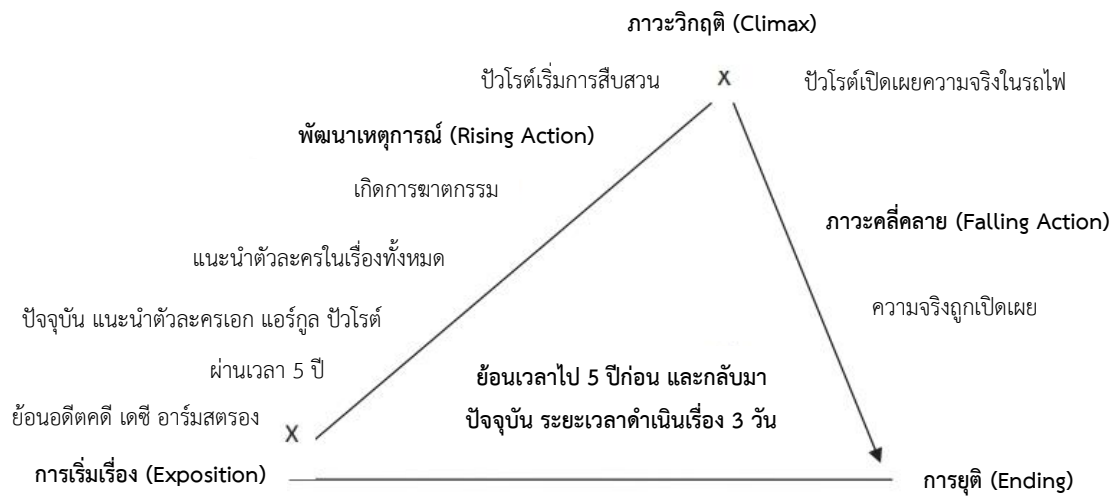 ภาวะวิกฤติ (Climax)
ปัวโรต์เริ่มการสืบสวน
X
ปัวโรต์เปิดเผยความจริงในรถไฟ
พัฒนาเหตุการณ์ (Rising Action)
เกิดการฆาตกรรม
ภาวะคลี่คลาย (Falling Action)
แนะนำตัวละครในเรื่องทั้งหมด
ความจริงถูกเปิดเผย
ปัจจุบัน แนะนำตัวละครเอก แอร์กูล ปัวโรต์
ผ่านเวลา 5 ปี
ย้อนเวลาไป 5 ปีก่อน และกลับมา
ปัจจุบัน ระยะเวลาดำเนินเรื่อง 3 วัน
ย้อนอดีตคดี เดซี อาร์มสตรอง
X
การเริ่มเรื่อง (Exposition)
การยุติ (Ending)